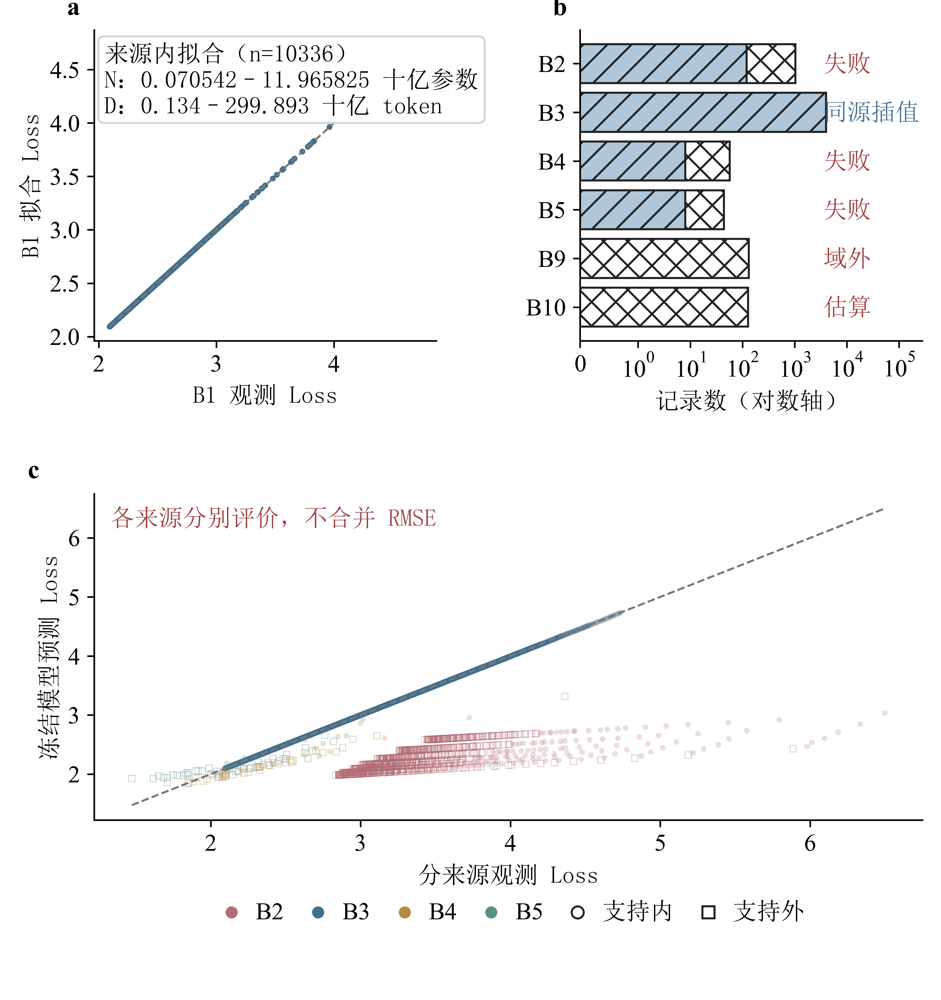 a
来源内拟合（n=10336）
N：0.070542–11.965825 十亿参数
D：0.134–299.893 十亿 token
4.5
4.0
3.5
3.0
2.5
2.0
B1 拟合 Loss
2 3 4
B1 观测 Loss
b
B2 失败
B3 同源插值
B4 失败
B5 失败
B9 域外
B10 估算
0 10^0 10^1 10^2 10^3 10^4 10^5
记录数（对数轴）
c
各来源分别评价，不合并 RMSE
6
5
4
3
2
冻结模型预测 Loss
2 3 4 5 6
分来源观测 Loss
B2 B3 B4 B5 支持内 支持外